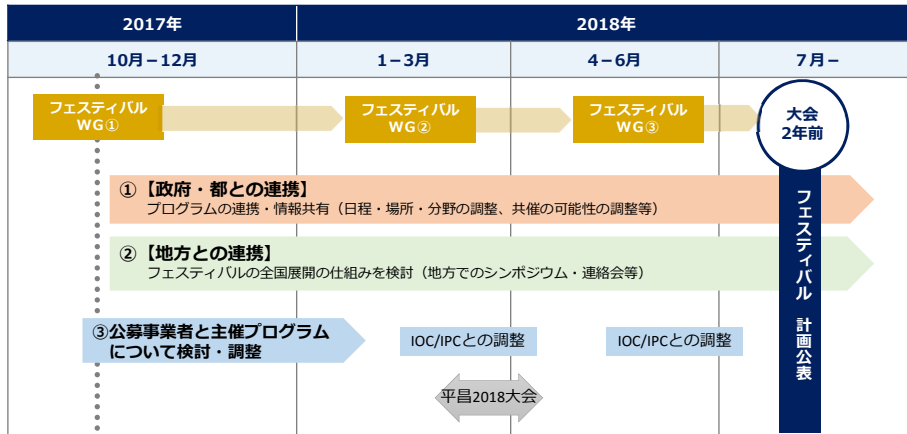 2017年
2018年
10月－12月
1－3月
4－6月
7月－
フェスティバル
WG①
フェスティバル
WG②
フェスティバル
WG③
大会
2年前
①【政府・都との連携】
プログラムの連携・情報共有（日程・場所・分野の調整、共催の可能性の調整等）
②【地方との連携】
フェスティバルの全国展開の仕組みを検討（地方でのシンポジウム・連絡会等）
フェスティバル 計画公表
③公募事業者と主催プログラム
について検討・調整
IOC/IPCとの調整
IOC/IPCとの調整
平昌2018大会